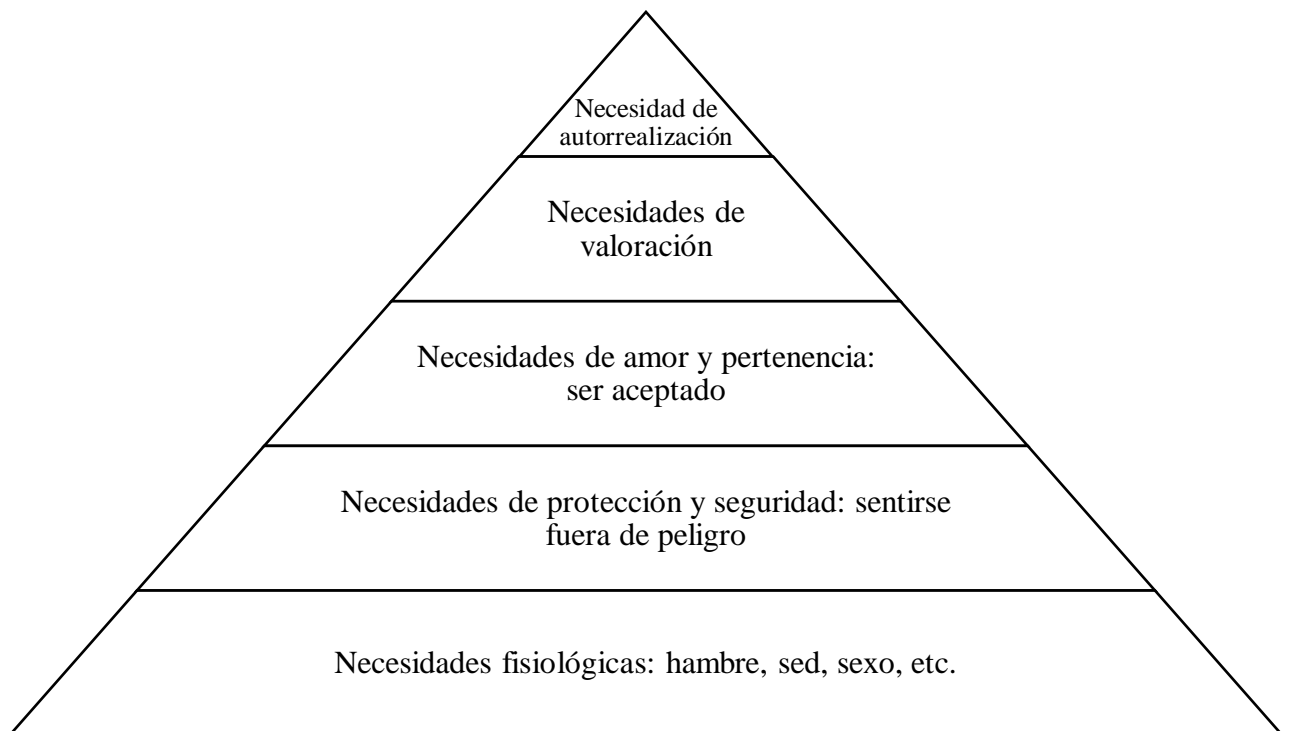 Necesidad de
autorrealización
Necesidades de
valoración
Necesidades de amor y pertenencia:
ser aceptado
Necesidades de protección y seguridad: sentirse
fuera de peligro
Necesidades fisiológicas: hambre, sed, sexo, etc.